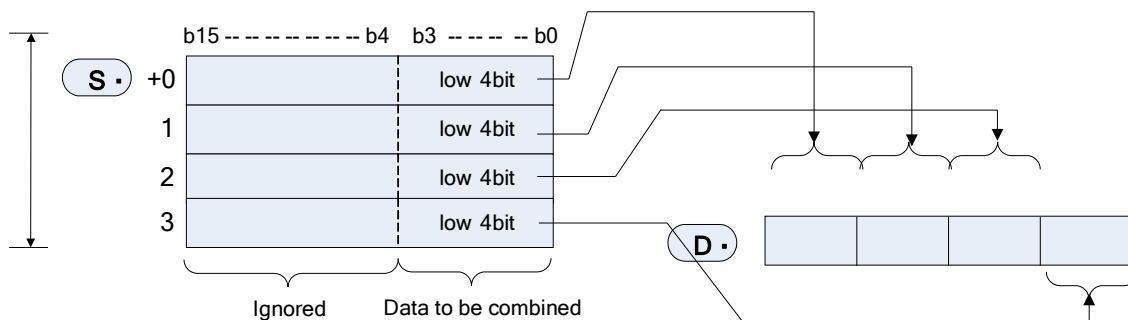 b15 -- -- -- -- -- -- -- b4 b3 -- -- -- -- b0
S · +0 low 4bit
1 low 4bit
2 low 4bit
3 low 4bit
D ·
Ignored Data to be combined